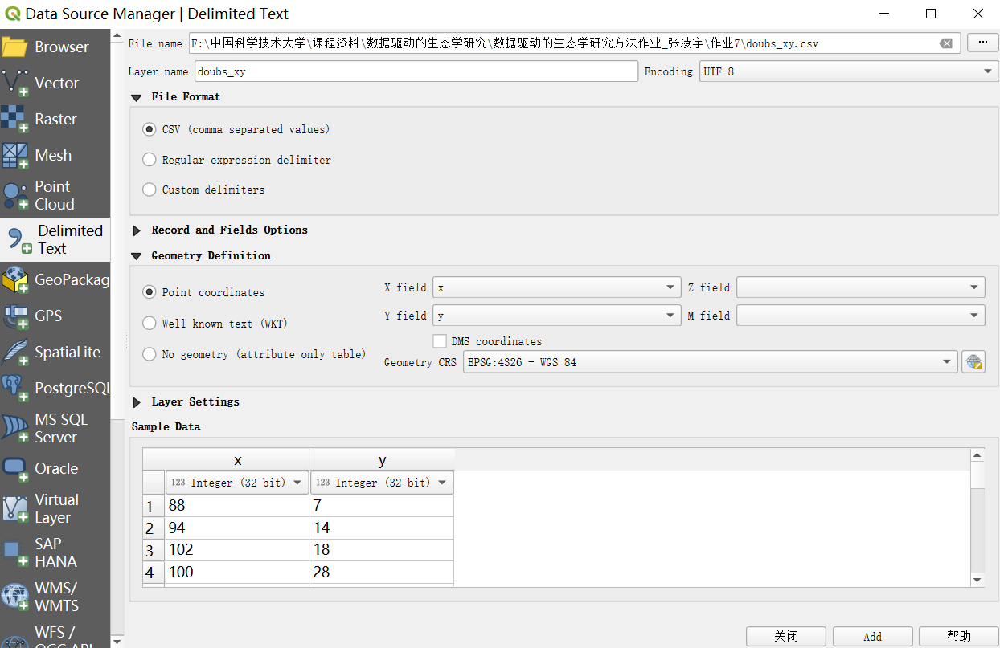 Data Source Manager | Delimited Text
Browser
Vector
Raster
Mesh
Point
Cloud
Delimited
Text
GeoPackag
GPS
SpatiaLite
PostgreSQL
MS SQL
Server
Oracle
Virtual
Layer
SAP
HANA
WMS/
WMTS
WFS /
File name F:\中国科学技术大学\课程资料\数据驱动的生态学研究\数据驱动的生态学研究方法作业_张凌宇\作业7\doubs_xy.csv ...
Layer name doubs_xy Encoding UTF-8
File Format
CSV (comma separated values)
Regular expression delimiter
Custom delimiters
Record and Fields Options
Geometry Definition
Point coordinates
Well known text (WKT)
No geometry (attribute only table)
X field x Z field
Y field y M field
DMS coordinates
Geometry CRS EPSG:4326 - WGS 84
Layer Settings
Sample Data
x y
123 Integer (32 bit) 123 Integer (32 bit)
1 88 7
2 94 14
3 102 18
4 100 28
关闭 Add 帮助